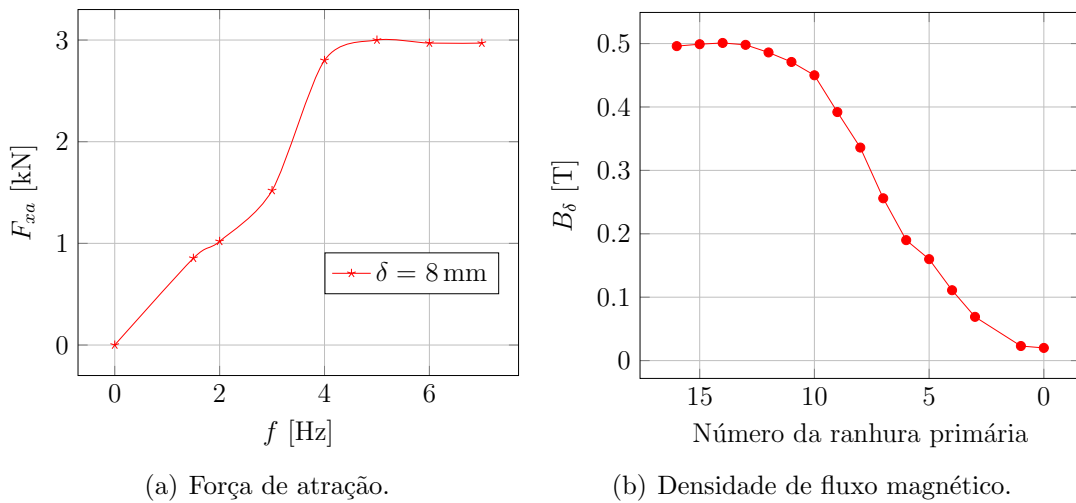 3
2
1
0
F_{xa} [kN]
δ = 8 mm
0 2 4 6
f [Hz]
(a) Força de atração.
0.5
0.4
0.3
0.2
0.1
0
B_δ [T]
15 10 5 0
Número da ranhura primária
(b) Densidade de fluxo magnético.